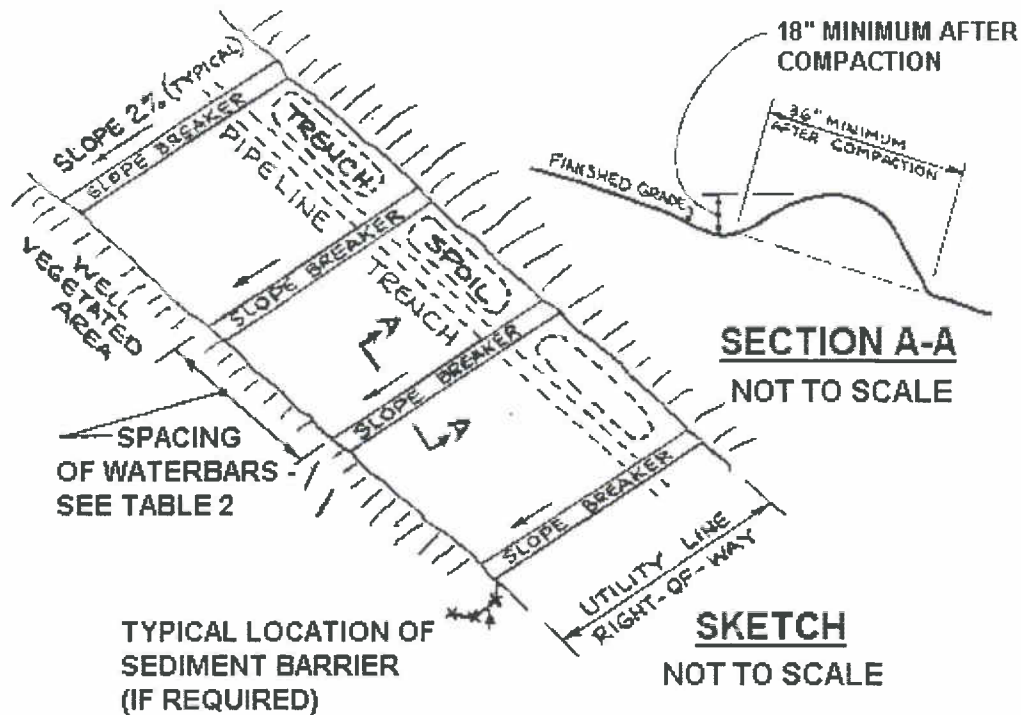 18" MINIMUM AFTER
COMPACTION
36" MINIMUM
AFTER COMPACTION
FINISHED GRADE
SECTION A-A
NOT TO SCALE
SLOPE 2% (TYPICAL)
SLOPE BREAKER
TRENCH
PIPELINE
SLOPE BREAKER
SPOIL
TRENCH
WELL
VEGETATED
AREA
A
SLOPE BREAKER
A
SPACING
OF WATERBARS -
SEE TABLE 2
SLOPE BREAKER
UTILITY LINE
RIGHT-OF-WAY
TYPICAL LOCATION OF
SEDIMENT BARRIER
(IF REQUIRED)
SKETCH
NOT TO SCALE